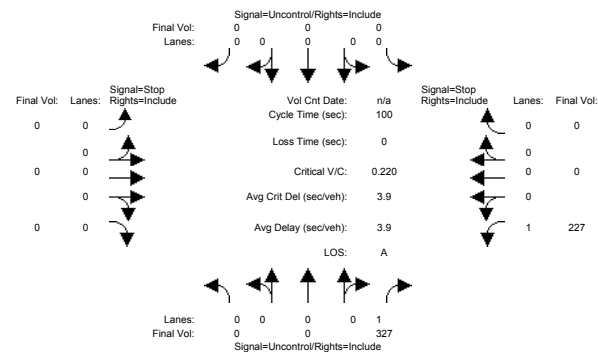 Signal=Uncontrol/Rights=Include
Final Vol: 0 0 0
Lanes: 0 0 0 0 0
Signal=Stop
Final Vol: Lanes: Rights=Include
Vol Cnt Date: n/a
Signal=Stop
Rights=Include Lanes: Final Vol:
Cycle Time (sec): 100
0 0
0 0
Loss Time (sec): 0
0
0
0 0
Critical V/C: 0.220
0 0
0
Avg Crit Del (sec/veh): 3.9
0
0 0
Avg Delay (sec/veh): 3.9
1 227
LOS: A
Lanes: 0 0 0 0 1
Final Vol: 0 0 327
Signal=Uncontrol/Rights=Include